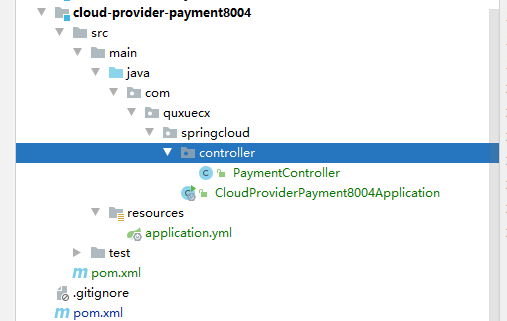 cloud-provider-payment8004
src
main
java
com
quxuecx
springcloud
controller
PaymentController
CloudProviderPayment8004Application
resources
application.yml
test
pom.xml
.gitignore
pom.xml